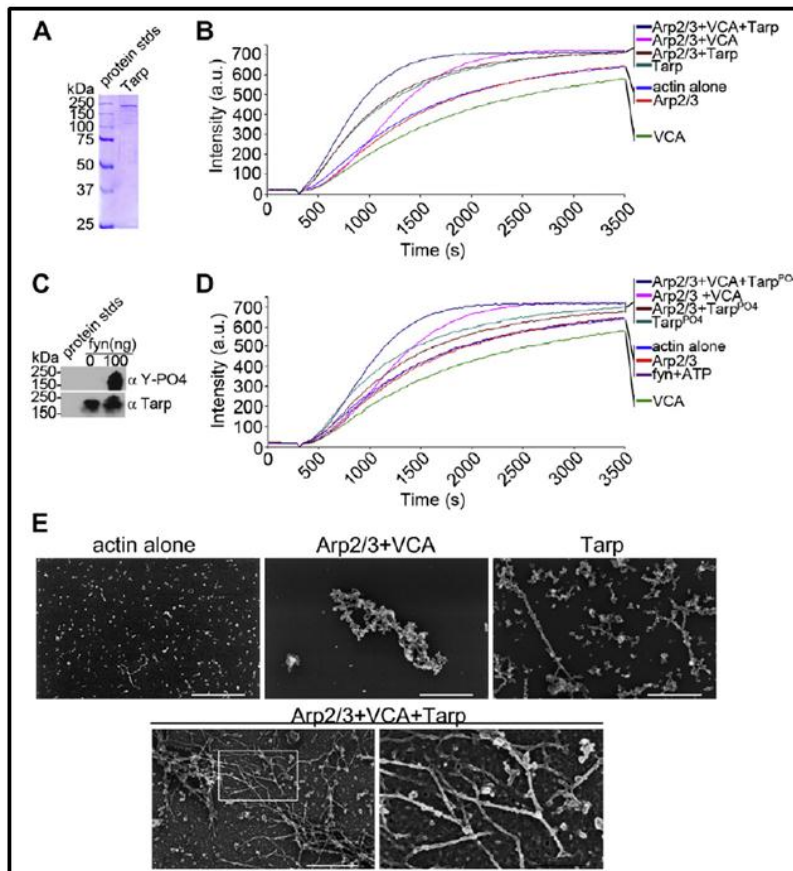 A
protein stds
Tarp
kDa
250
150
100
75
50
37
25
B
Intensity (a.u.)
700
600
500
400
300
200
100
0
0
500
1000
1500
2000
2500
3000
3500
Time (s)
Arp2/3+VCA+Tarp
Arp2/3+VCA
Arp2/3+Tarp
Tarp
actin alone
Arp2/3
VCA
C
protein stds
fyn(ng)
kDa
0 100
250
150
α Y-PO4
250
150
α Tarp
D
Intensity (a.u.)
700
600
500
400
300
200
100
0
0
500
1000
1500
2000
2500
3000
3500
Time (s)
Arp2/3+VCA+Tarp^PO4
Arp2/3 +VCA
Arp2/3+Tarp^PO4
Tarp^PO4
actin alone
Arp2/3
fyn+ATP
VCA
E
actin alone
Arp2/3+VCA
Tarp
Arp2/3+VCA+Tarp